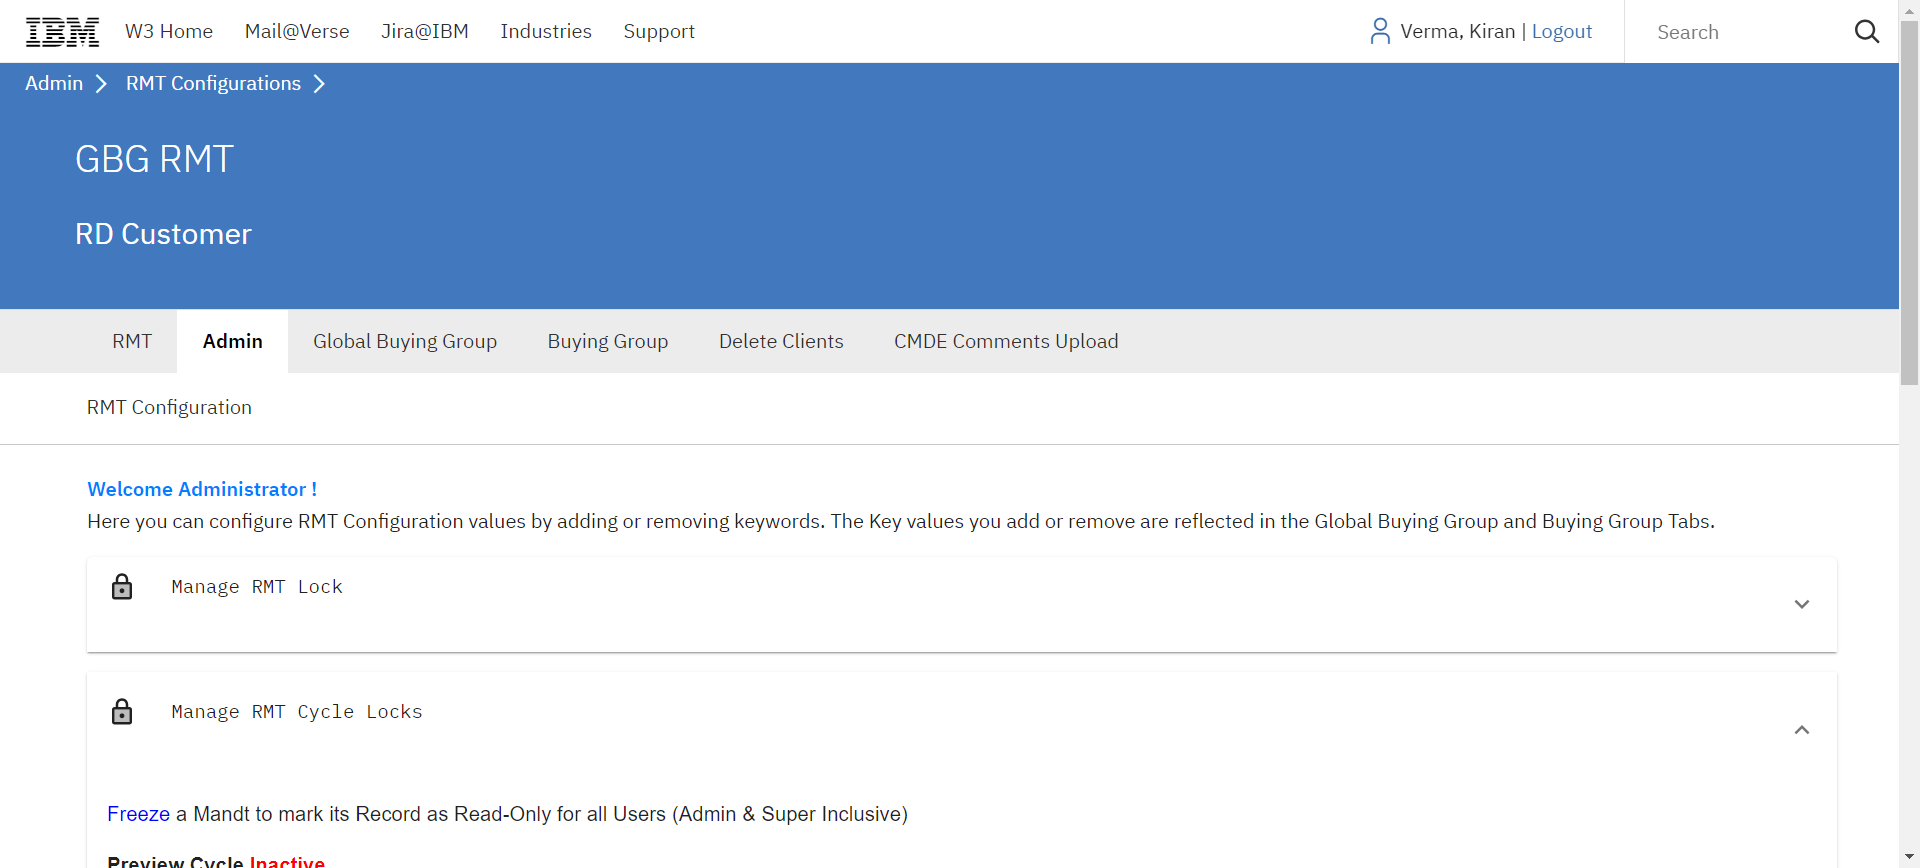 IBM W3 Home Mail@Verse Jira@IBM Industries Support Verma, Kiran | Logout Search
Admin RMT Configurations
GBG RMT
RD Customer
RMT Admin Global Buying Group Buying Group Delete Clients CMDE Comments Upload
RMT Configuration
Welcome Administrator !
Here you can configure RMT Configuration values by adding or removing keywords. The Key values you add or remove are reflected in the Global Buying Group and Buying Group Tabs.
Manage RMT Lock
Manage RMT Cycle Locks
Freeze a Mandt to mark its Record as Read-Only for all Users (Admin & Super Inclusive)
Preview Cycle Inactive